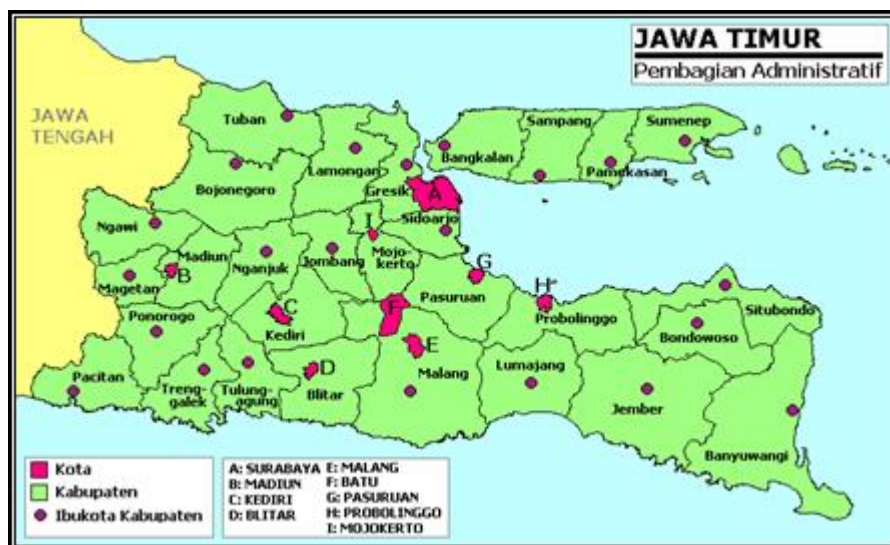 JAWA TIMUR
Pembagian Administratif
JAWA
TENGAH
Tuban
Lamongan
Bojonegoro
Gresik
A
Bangkalan
Sampang
Pamekasan
Sumenep
Sidoarjo
Ngawi
Madiun
B
Magetan
Nganjuk
Jombang
I
Mojo-
kerto
G
Pasuruan
H
Probolinggo
Situbondo
Bondowoso
Ponorogo
C
Kediri
F
E
Malang
Lumajang
Jember
Banyuwangi
Pacitan
Treng-
galek
Tulung-
agung
D
Blitar
Kota
Kabupaten
Ibukota Kabupaten
A: SURABAYA
B: MADIUN
C: KEDIRI
D: BLITAR
E: MALANG
F: BATU
G: PASURUAN
H: PROBOLINGGO
I: MOJOKERTO